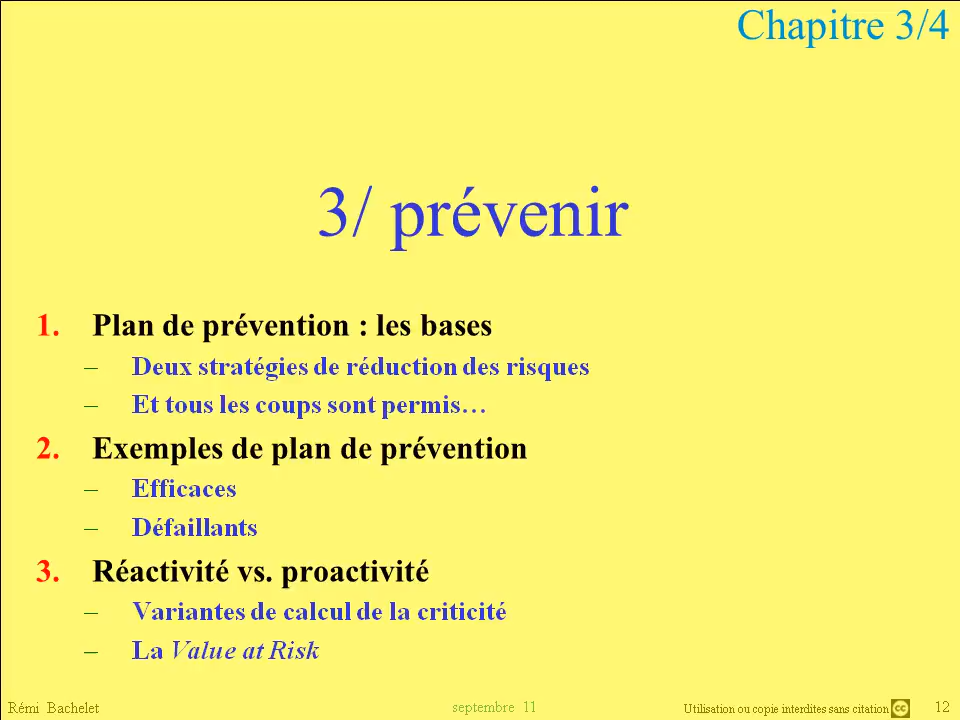 Chapitre 3/4
3/ prévenir
1. Plan de prévention : les bases
– Deux stratégies de réduction des risques
– Et tous les coups sont permis…
2. Exemples de plan de prévention
– Efficaces
– Défaillants
3. Réactivité vs. proactivité
– Variantes de calcul de la criticité
– La Value at Risk
Rémi Bachelet septembre 11 Utilisation ou copie interdites sans citation cc 12